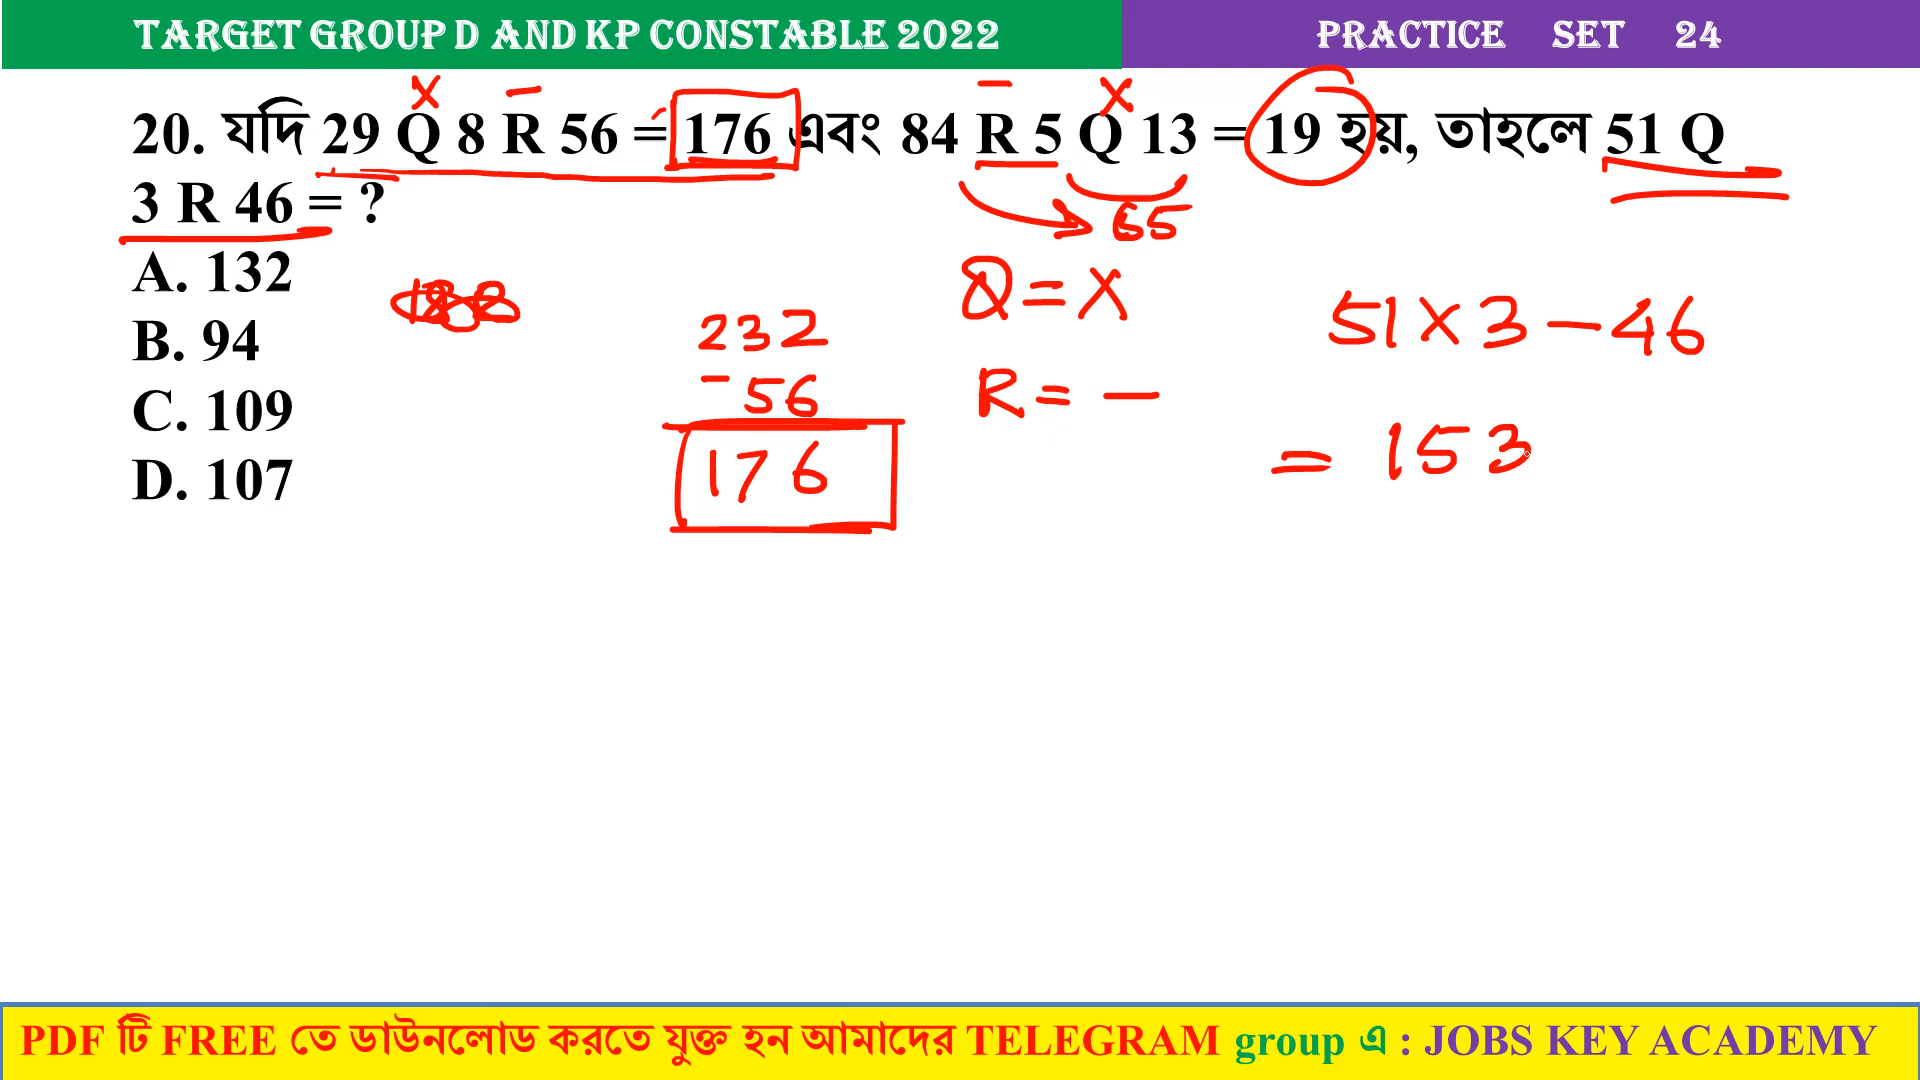 TARGET GROUP D AND KP CONSTABLE 2022
PRACTICE SET 24
20. যদি 29 Q 8 R 56 = 176 এবং 84 R 5 Q 13 = 19 হয়, তাহলে 51 Q
3 R 46 = ?
A. 132
B. 94
C. 109
D. 107
X −
− X
65
Q = X
R = −
232
− 56
176
51 X 3 − 46
= 153
PDF টি FREE তে ডাউনলোড করতে যুক্ত হন আমাদের TELEGRAM group এ : JOBS KEY ACADEMY